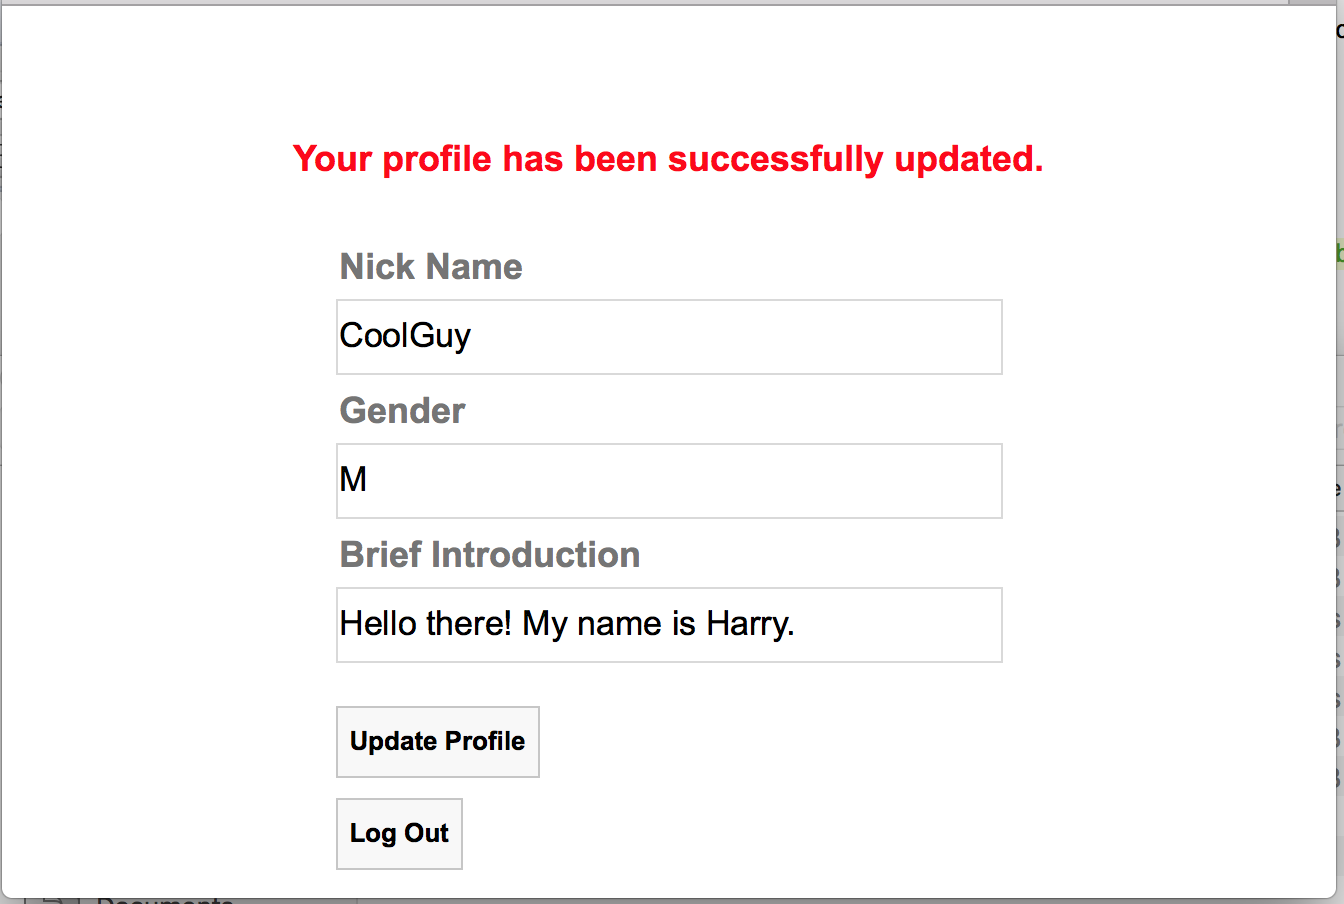 Your profile has been successfully updated.
Nick Name
CoolGuy
Gender
M
Brief Introduction
Hello there! My name is Harry.
Update Profile
Log Out